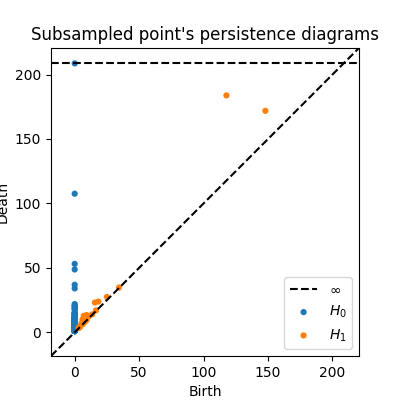 Subsampled point's persistence diagrams
200
150
100
50
0
Death
∞
H₀
H₁
0 50 100 150 200
Birth